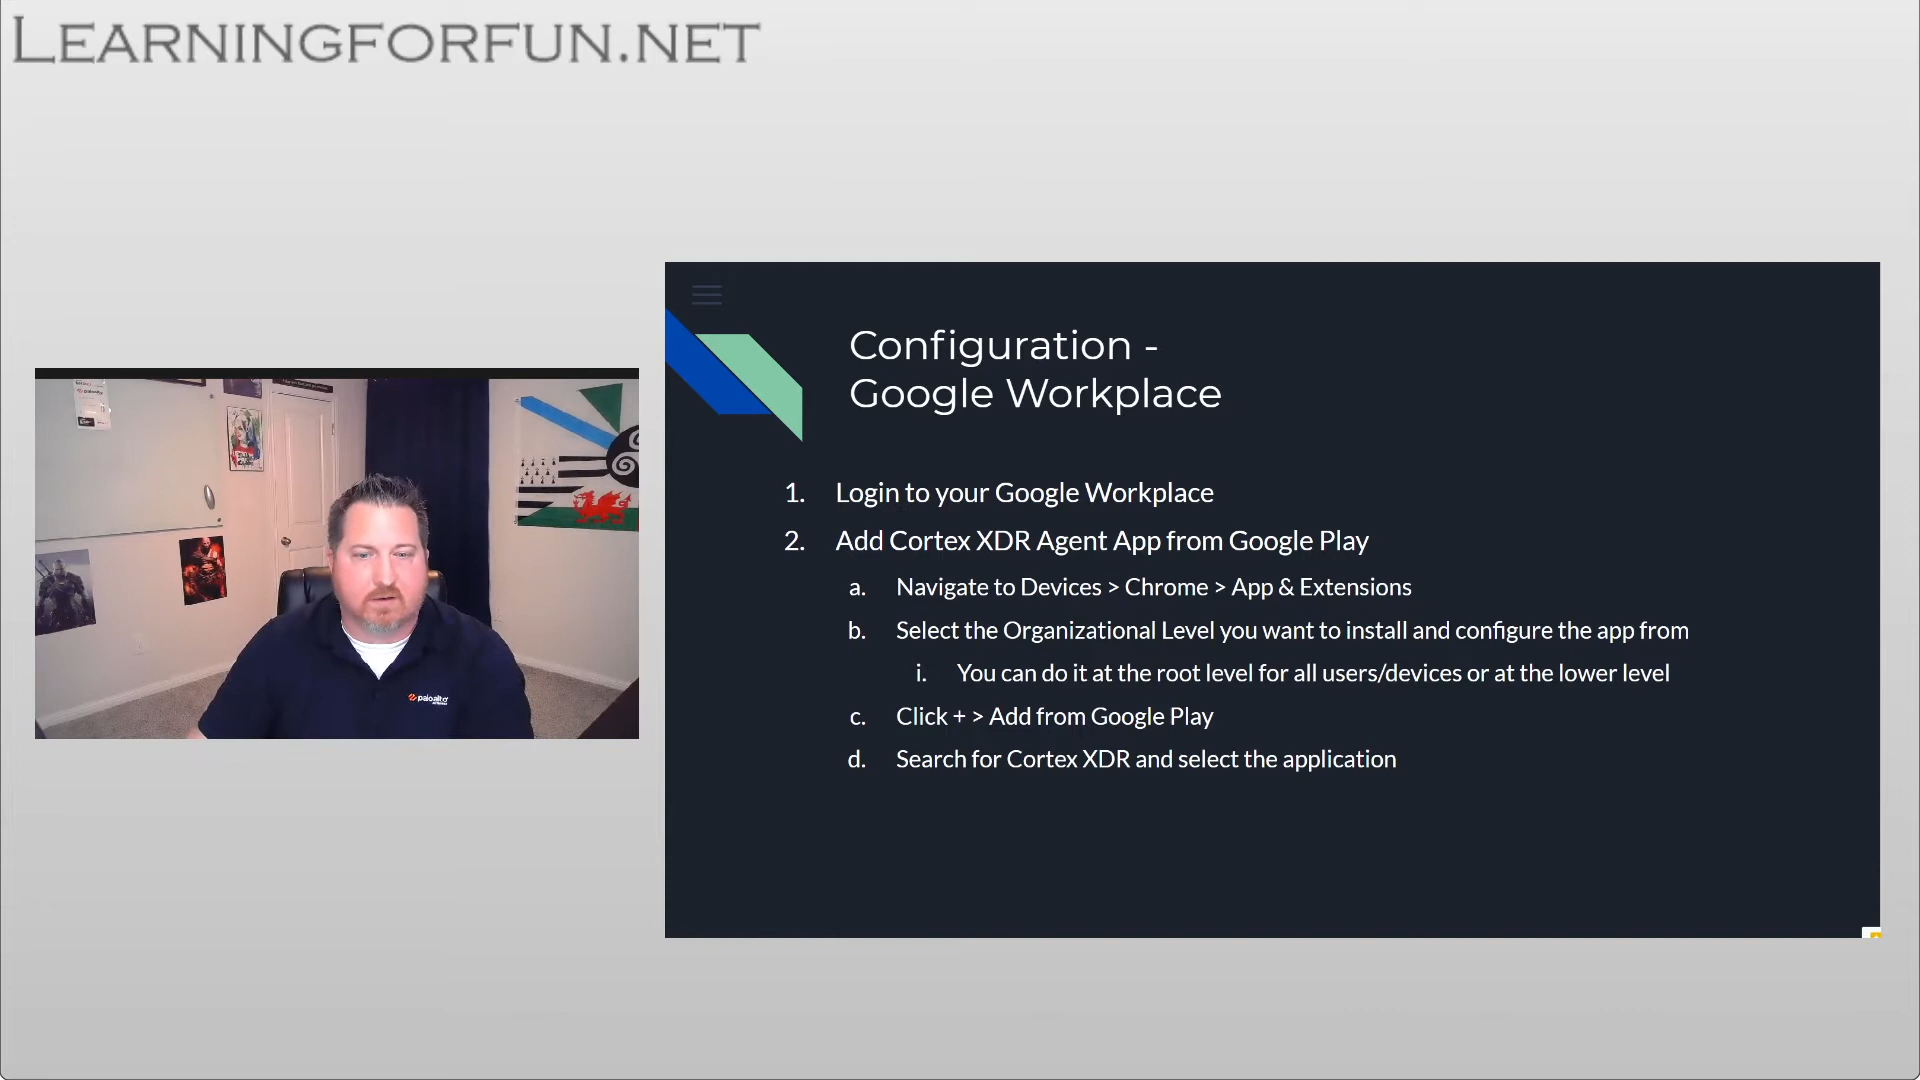 LEARNINGFORFUN.NET
Configuration -
Google Workplace
1. Login to your Google Workplace
2. Add Cortex XDR Agent App from Google Play
a. Navigate to Devices > Chrome > App & Extensions
b. Select the Organizational Level you want to install and configure the app from
i. You can do it at the root level for all users/devices or at the lower level
c. Click + > Add from Google Play
d. Search for Cortex XDR and select the application
paloalto